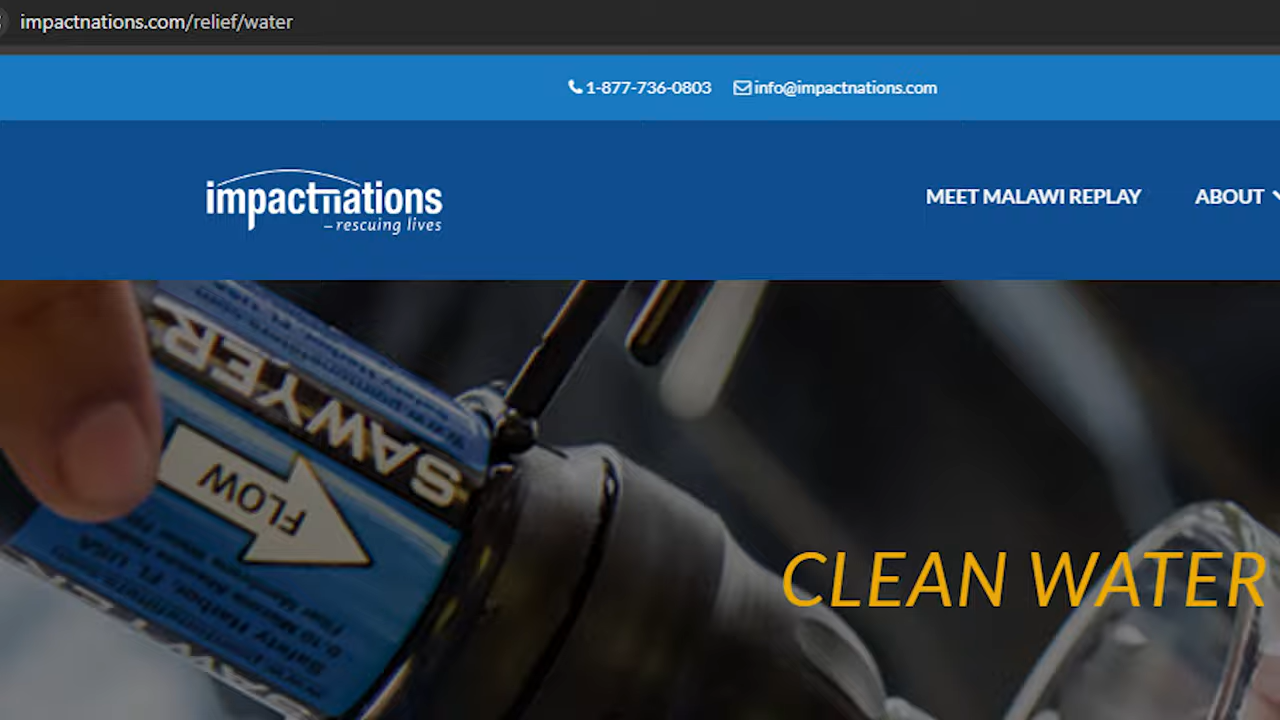 impactnations.com/relief/water
1-877-736-0803 info@impactnations.com
impactnations
–rescuing lives
MEET MALAWI REPLAY ABOUT
SAWYER
FLOW
CLEAN WATER